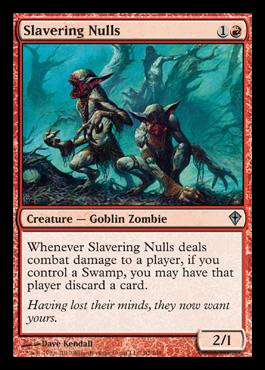 Slavering Nulls
Creature — Goblin Zombie
Whenever Slavering Nulls deals
combat damage to a player, if you
control a Swamp, you may have that
player discard a card.
Having lost their minds, they now want
yours.
Dave Kendall
2/1